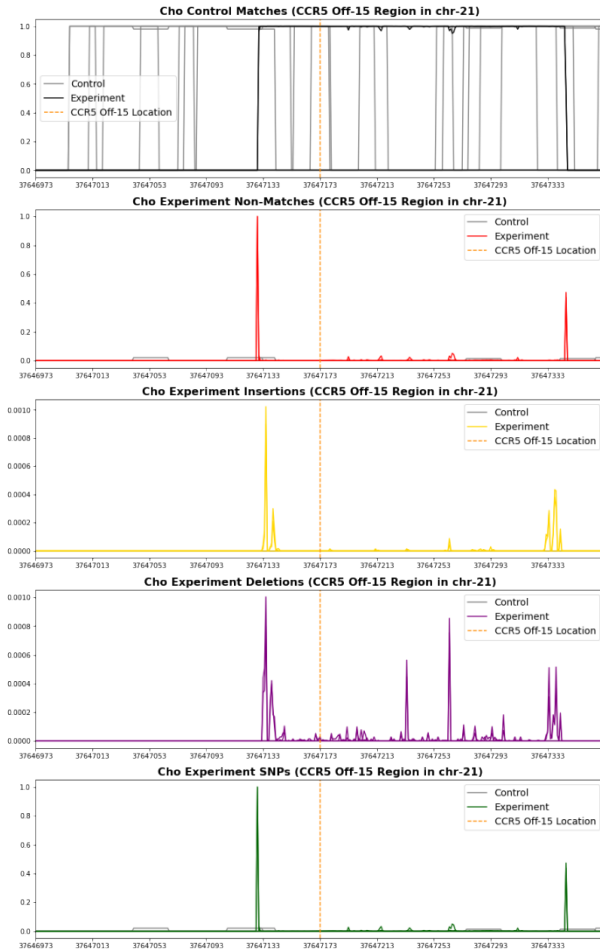 Cho Control Matches (CCR5 Off-15 Region in chr-21)
1.0
0.8
0.6
0.4
0.2
0.0
Control
Experiment
CCR5 Off-15 Location
37646973 37647013 37647053 37647093 37647133 37647173 37647213 37647253 37647293 37647333
Cho Experiment Non-Matches (CCR5 Off-15 Region in chr-21)
1.0
0.8
0.6
0.4
0.2
0.0
Control
Experiment
CCR5 Off-15 Location
37646973 37647013 37647053 37647093 37647133 37647173 37647213 37647253 37647293 37647333
Cho Experiment Insertions (CCR5 Off-15 Region in chr-21)
0.0010
0.0008
0.0006
0.0004
0.0002
0.0000
Control
Experiment
CCR5 Off-15 Location
37646973 37647013 37647053 37647093 37647133 37647173 37647213 37647253 37647293 37647333
Cho Experiment Deletions (CCR5 Off-15 Region in chr-21)
0.0010
0.0008
0.0006
0.0004
0.0002
0.0000
Control
Experiment
CCR5 Off-15 Location
37646973 37647013 37647053 37647093 37647133 37647173 37647213 37647253 37647293 37647333
Cho Experiment SNPs (CCR5 Off-15 Region in chr-21)
1.0
0.8
0.6
0.4
0.2
0.0
Control
Experiment
CCR5 Off-15 Location
37646973 37647013 37647053 37647093 37647133 37647173 37647213 37647253 37647293 37647333